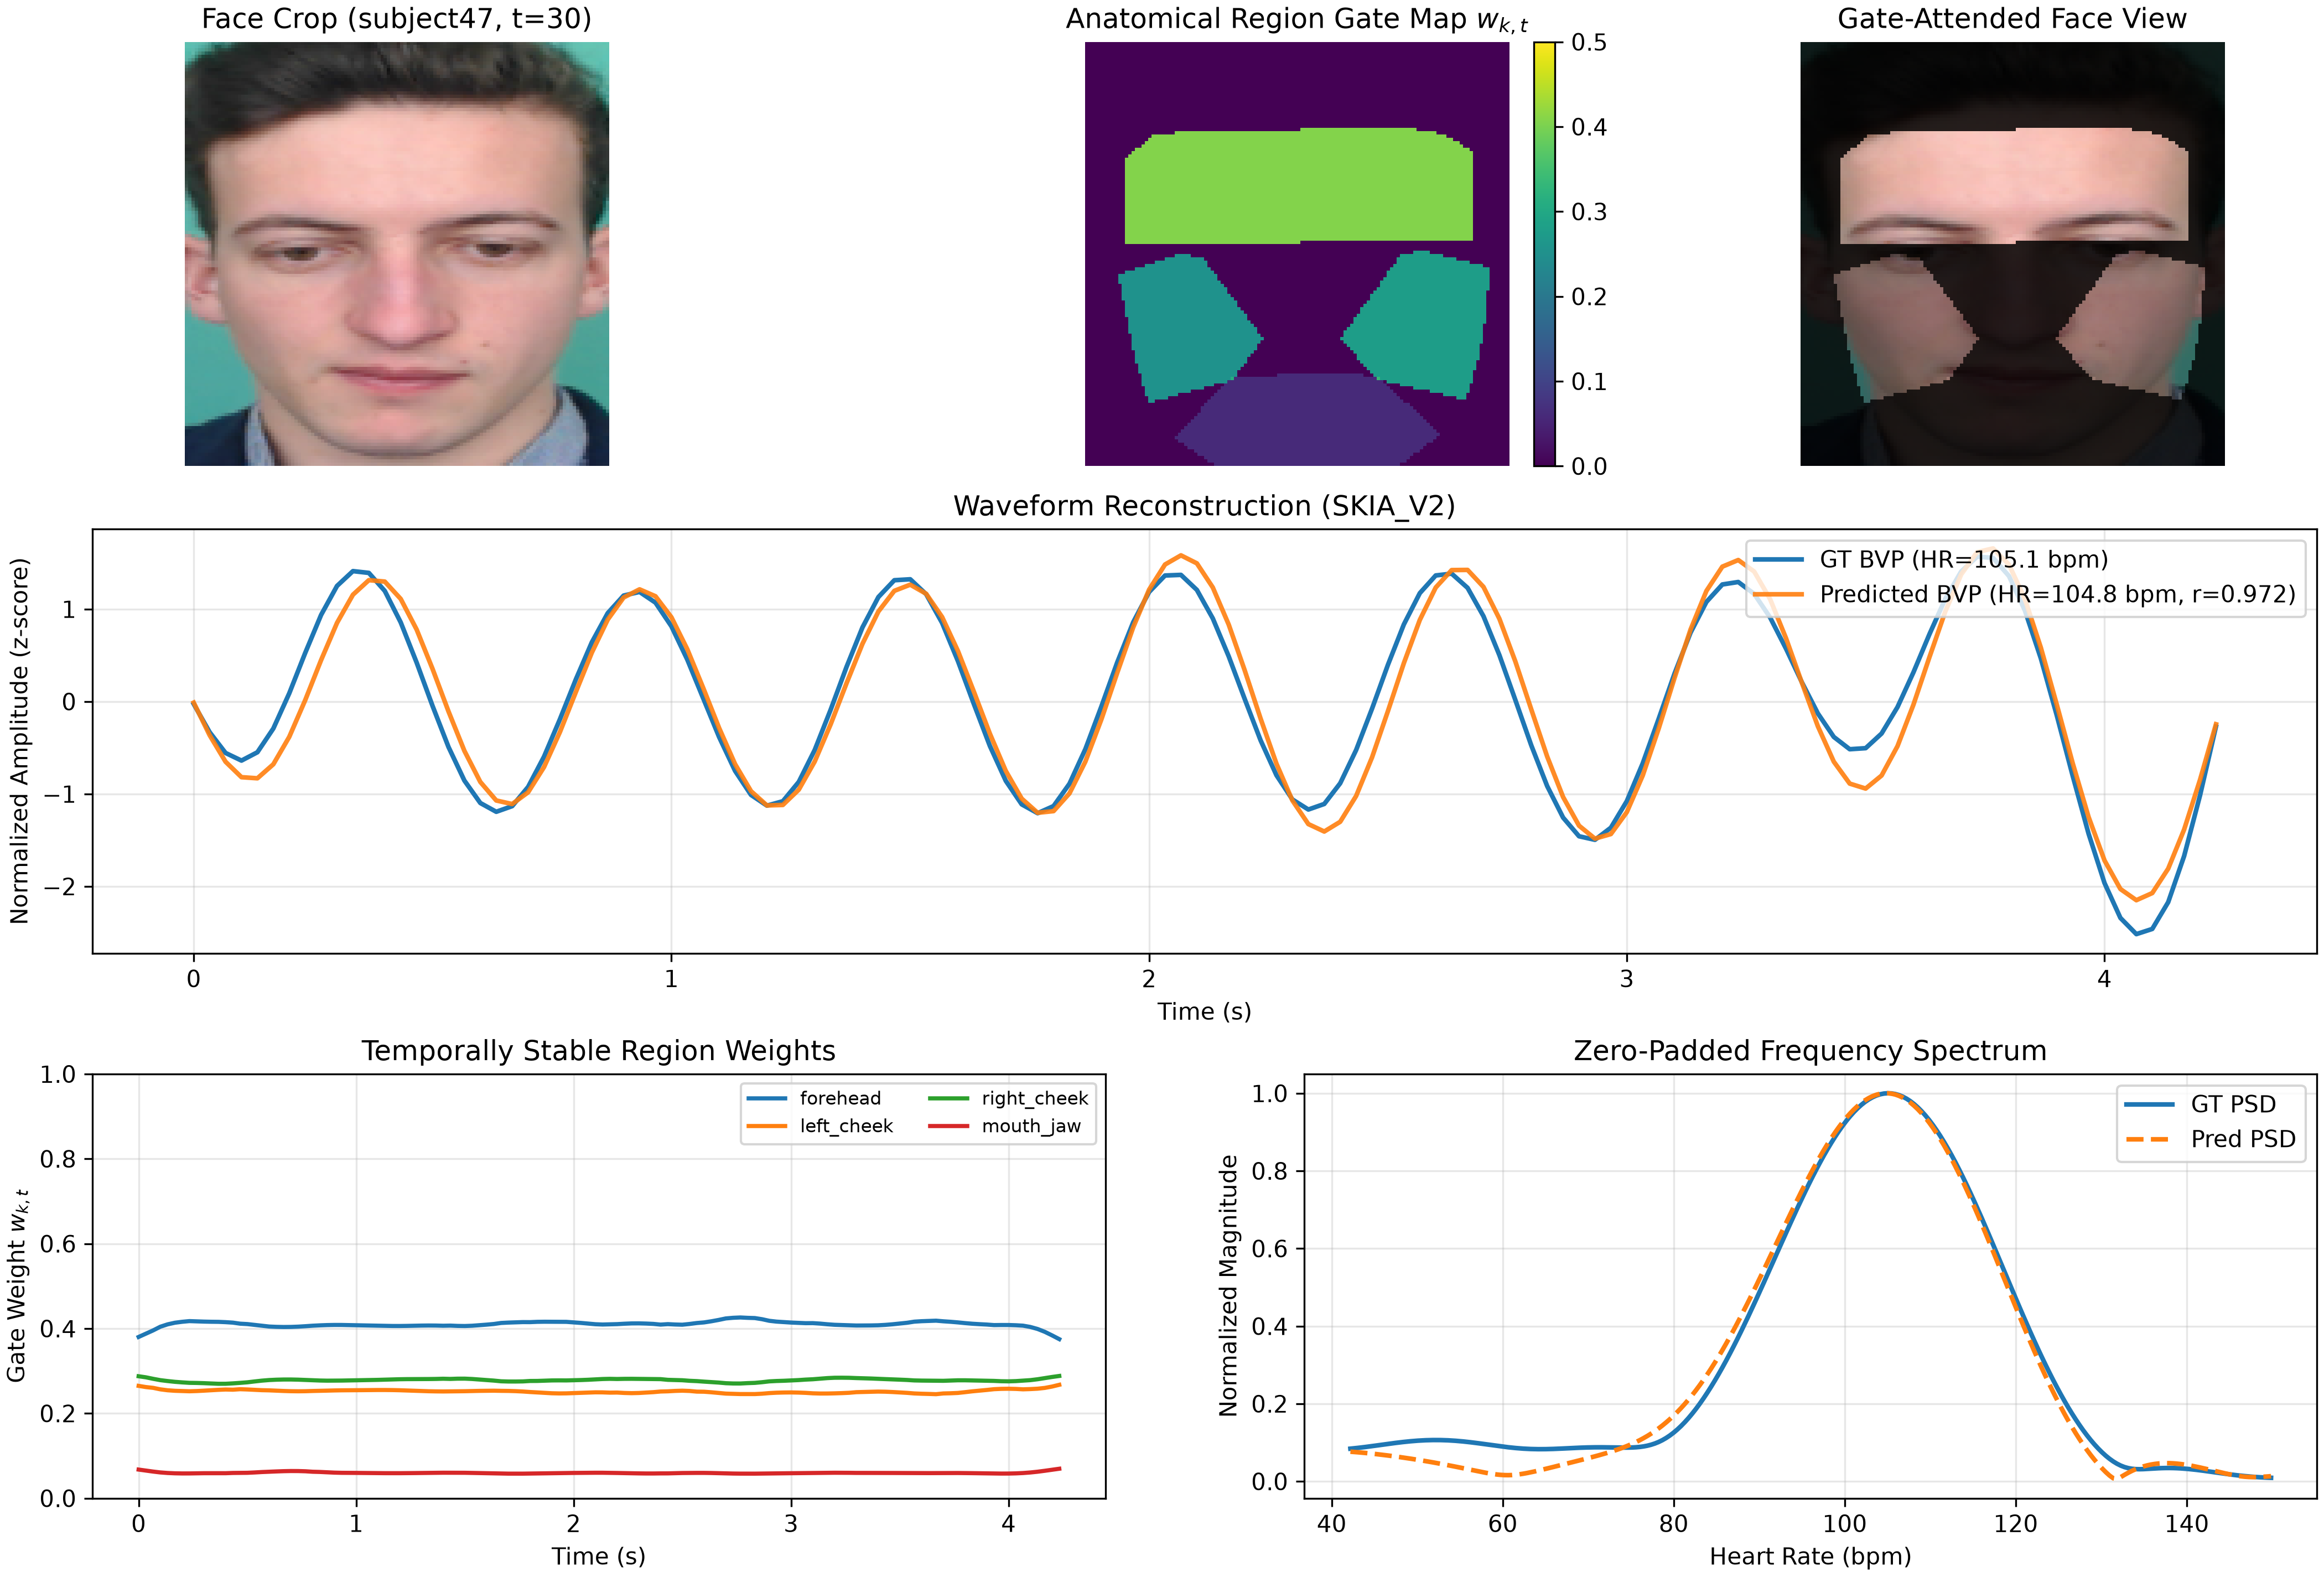 Face Crop (subject47, t=30)
Anatomical Region Gate Map w_{k,t}
Gate-Attended Face View
0.5
0.4
0.3
0.2
0.1
0.0
Waveform Reconstruction (SKIA_V2)
GT BVP (HR=105.1 bpm)
Predicted BVP (HR=104.8 bpm, r=0.972)
Normalized Amplitude (z-score)
1
0
−1
−2
0 1 2 3 4
Time (s)
Temporally Stable Region Weights
forehead right_cheek
left_cheek mouth_jaw
Gate Weight w_{k,t}
1.0
0.8
0.6
0.4
0.2
0.0
0 1 2 3 4
Time (s)
Zero-Padded Frequency Spectrum
GT PSD
Pred PSD
Normalized Magnitude
1.0
0.8
0.6
0.4
0.2
0.0
40 60 80 100 120 140
Heart Rate (bpm)